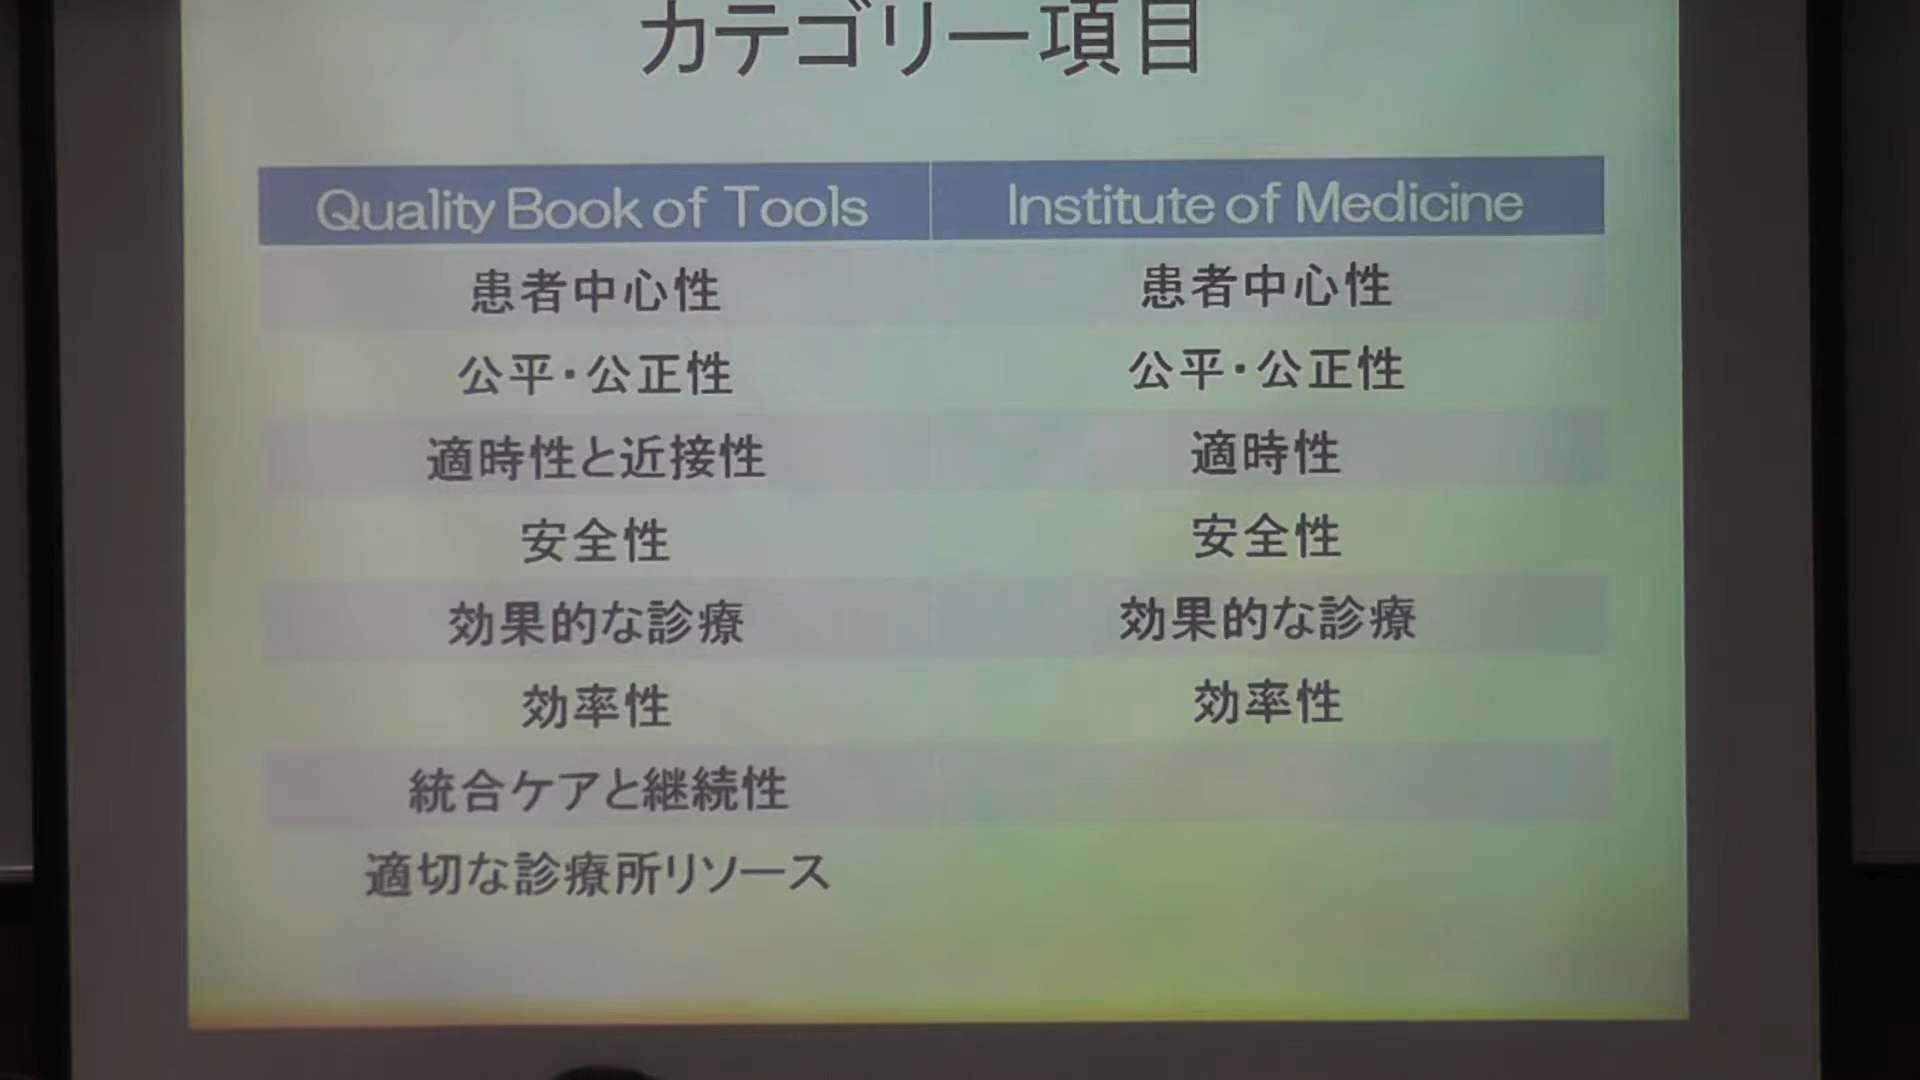 カテゴリー項目
Quality Book of Tools Institute of Medicine
患者中心性 患者中心性
公平・公正性 公平・公正性
適時性と近接性 適時性
安全性 安全性
効果的な診療 効果的な診療
効率性 効率性
統合ケアと継続性
適切な診療所リソース